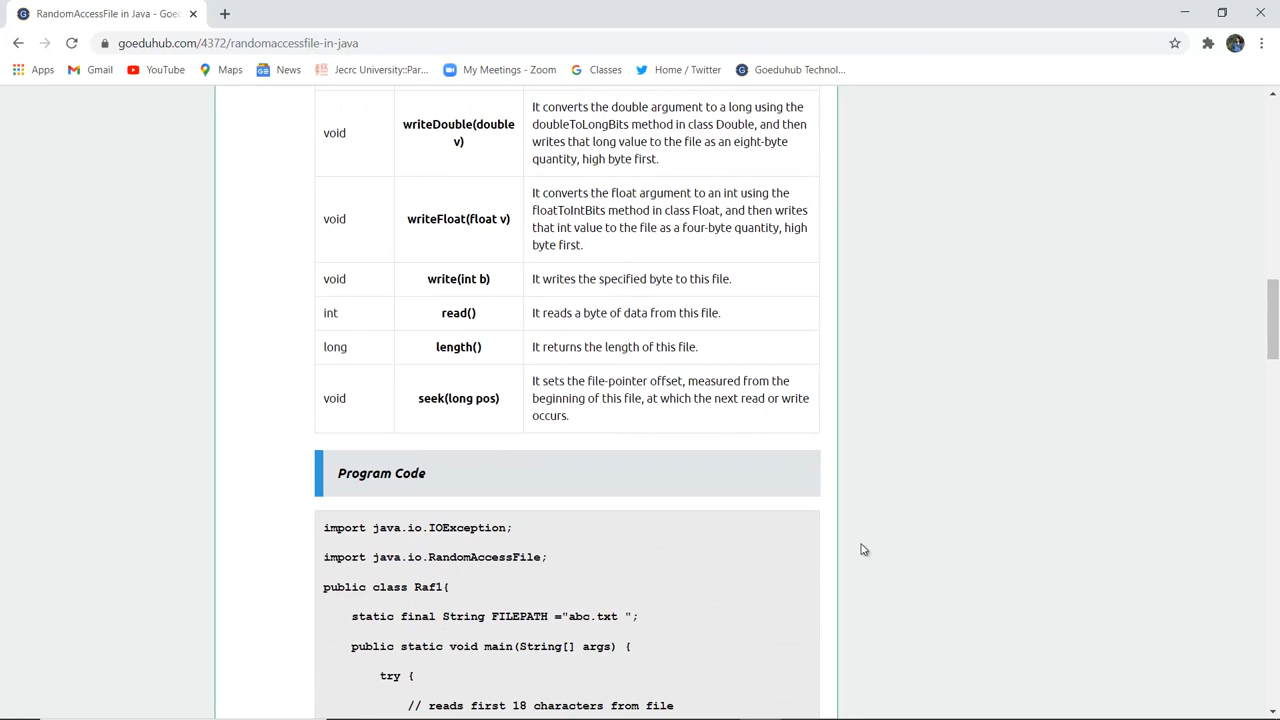 RandomAccessFile in Java - Goed
goeduhub.com/4372/randomaccessfile-in-java
Apps Gmail YouTube Maps News Jecrc University::Par... My Meetings - Zoom Classes Home / Twitter Goeduhub Technol...
void
writeDouble(double
v)
It converts the double argument to a long using the
doubleToLongBits method in class Double, and then
writes that long value to the file as an eight-byte
quantity, high byte first.
void
writeFloat(float v)
It converts the float argument to an int using the
floatToIntBits method in class Float, and then writes
that int value to the file as a four-byte quantity, high
byte first.
void write(int b) It writes the specified byte to this file.
int read() It reads a byte of data from this file.
long length() It returns the length of this file.
void
seek(long pos)
It sets the file-pointer offset, measured from the
beginning of this file, at which the next read or write
occurs.
Program Code
import java.io.IOException;
import java.io.RandomAccessFile;
public class Raf1{
static final String FILEPATH ="abc.txt ";
public static void main(String[] args) {
try {
// reads first 18 characters from file